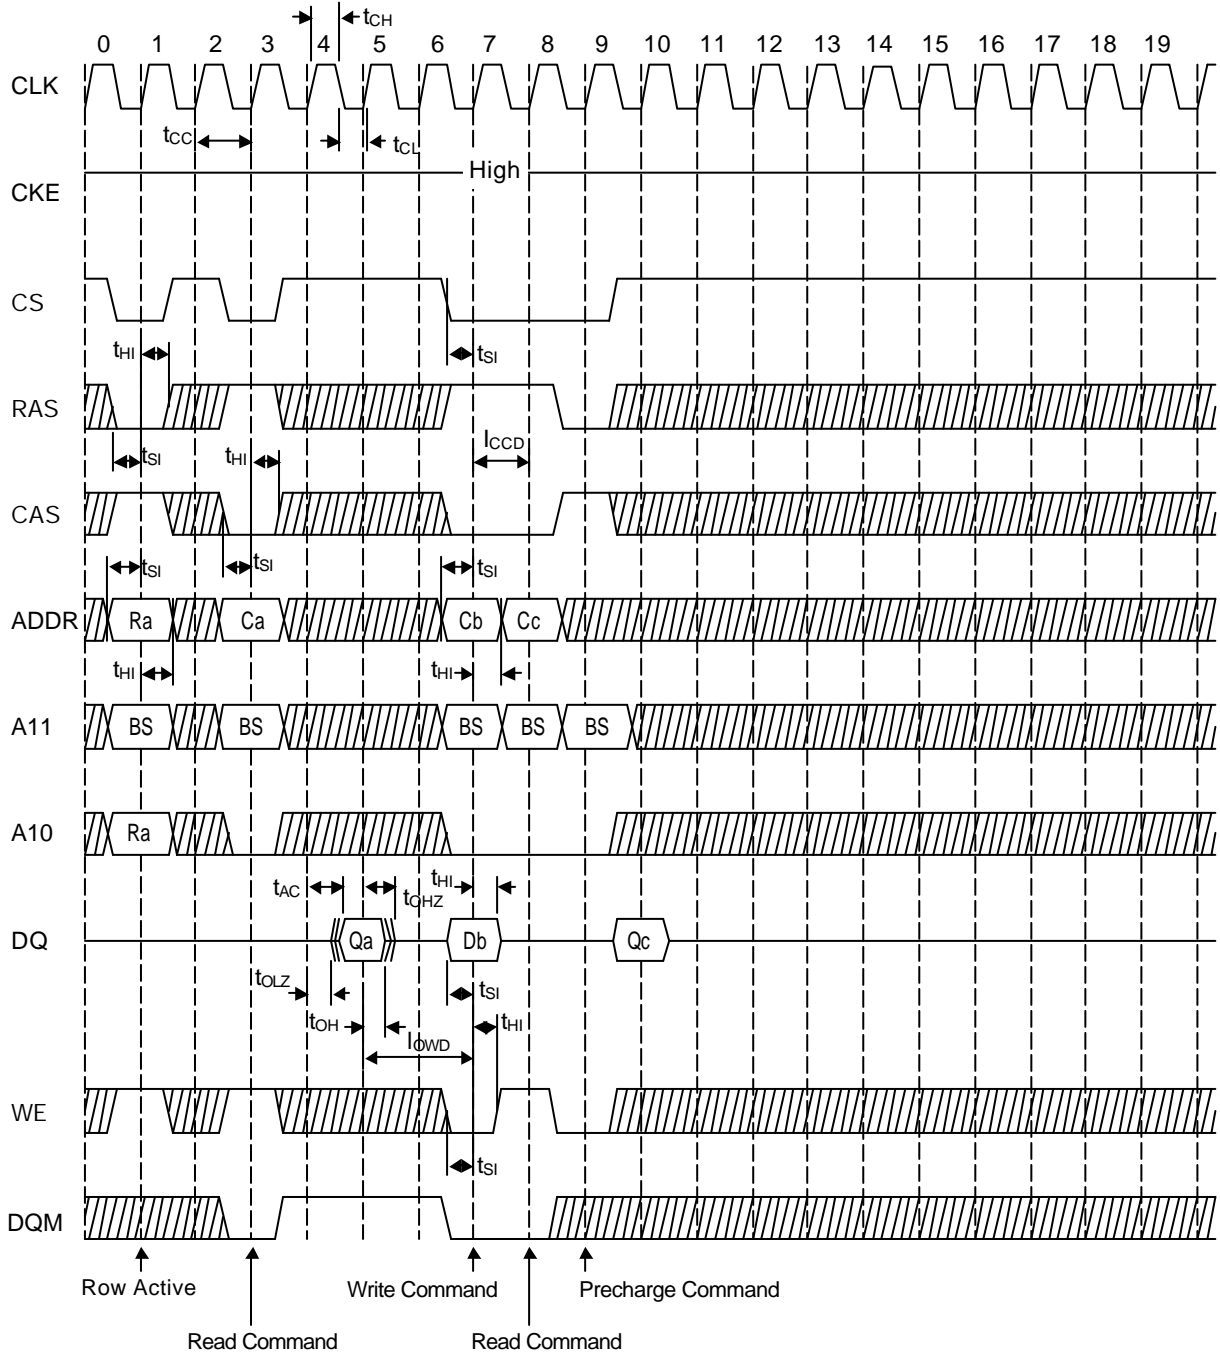 tCH
0 1 2 3 4 5 6 7 8 9 10 11 12 13 14 15 16 17 18 19
CLK
tCC
tCL
High
CKE
CS
tHI
tSI
RAS
lCCD
tSI
tHI
CAS
tSI
tSI
tSI
ADDR Ra Ca Cb Cc
tHI
tHI
A11 BS BS BS BS BS
A10 Ra
tAC
tOHZ
tHI
DQ Qa Db Qc
tOLZ
tSI
tOH
lOWD
tHI
WE
tSI
DQM
Row Active
Write Command
Precharge Command
Read Command
Read Command